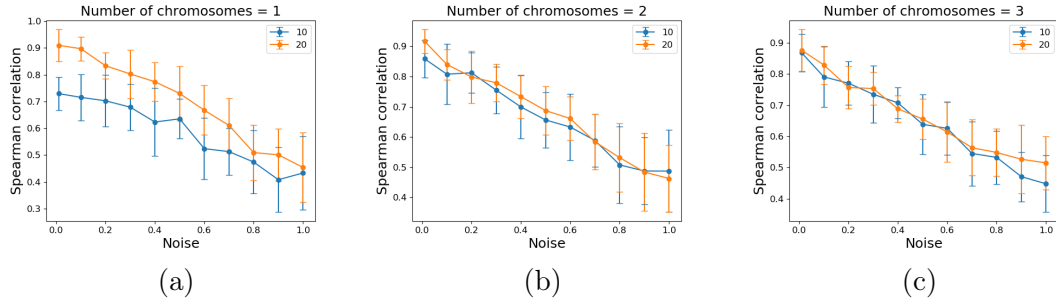 Number of chromosomes = 1
1.0
0.9
0.8
0.7
0.6
0.5
0.4
0.3
Spearman correlation
10
20
0.0 0.2 0.4 0.6 0.8 1.0
Noise
(a)
Number of chromosomes = 2
0.9
0.8
0.7
0.6
0.5
0.4
Spearman correlation
10
20
0.0 0.2 0.4 0.6 0.8 1.0
Noise
(b)
Number of chromosomes = 3
0.9
0.8
0.7
0.6
0.5
0.4
Spearman correlation
10
20
0.0 0.2 0.4 0.6 0.8 1.0
Noise
(c)